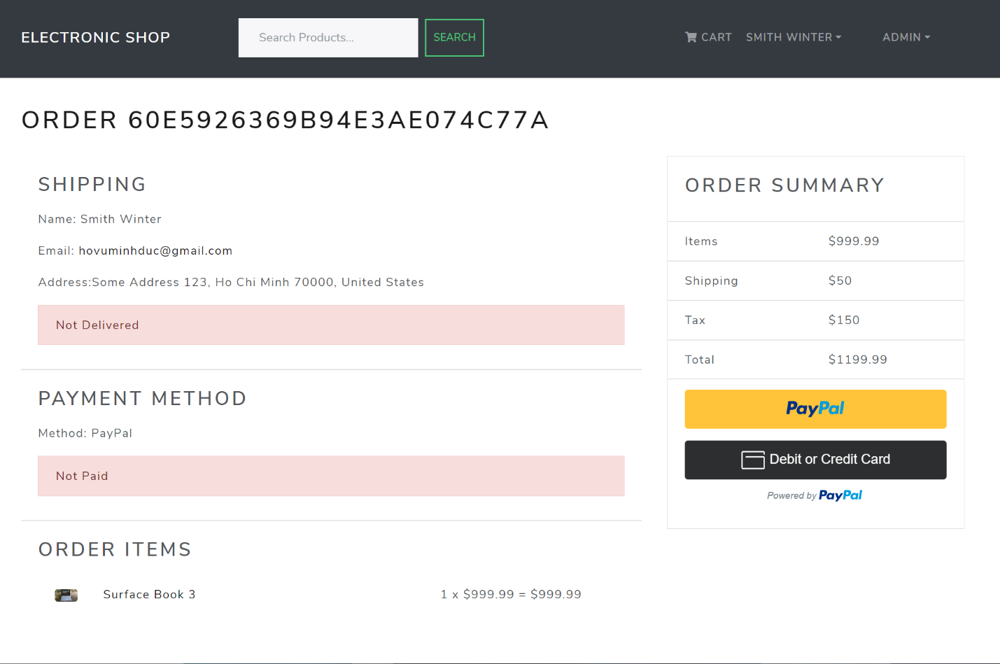 ELECTRONIC SHOP
Search Products...
SEARCH
CART
SMITH WINTER
ADMIN
ORDER 60E5926369B94E3AE074C77A
SHIPPING
Name: Smith Winter
Email: hovuminhduc@gmail.com
Address:Some Address 123, Ho Chi Minh 70000, United States
Not Delivered
PAYMENT METHOD
Method: PayPal
Not Paid
ORDER ITEMS
Surface Book 3
1 x $999.99 = $999.99
ORDER SUMMARY
Items $999.99
Shipping $50
Tax $150
Total $1199.99
PayPal
Debit or Credit Card
Powered by PayPal